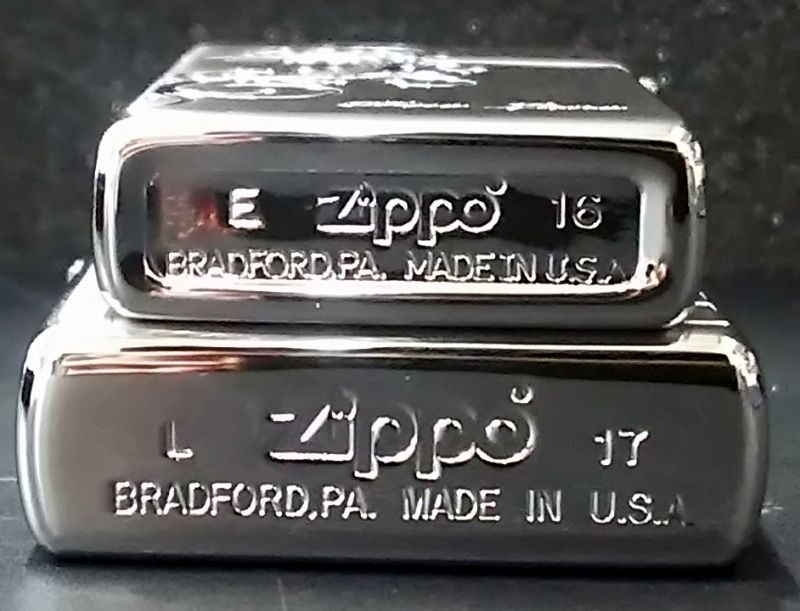 E Zippo 16
BRADFORD,PA. MADE IN U.S.A.
L Zippo 17
BRADFORD,PA. MADE IN U.S.A.